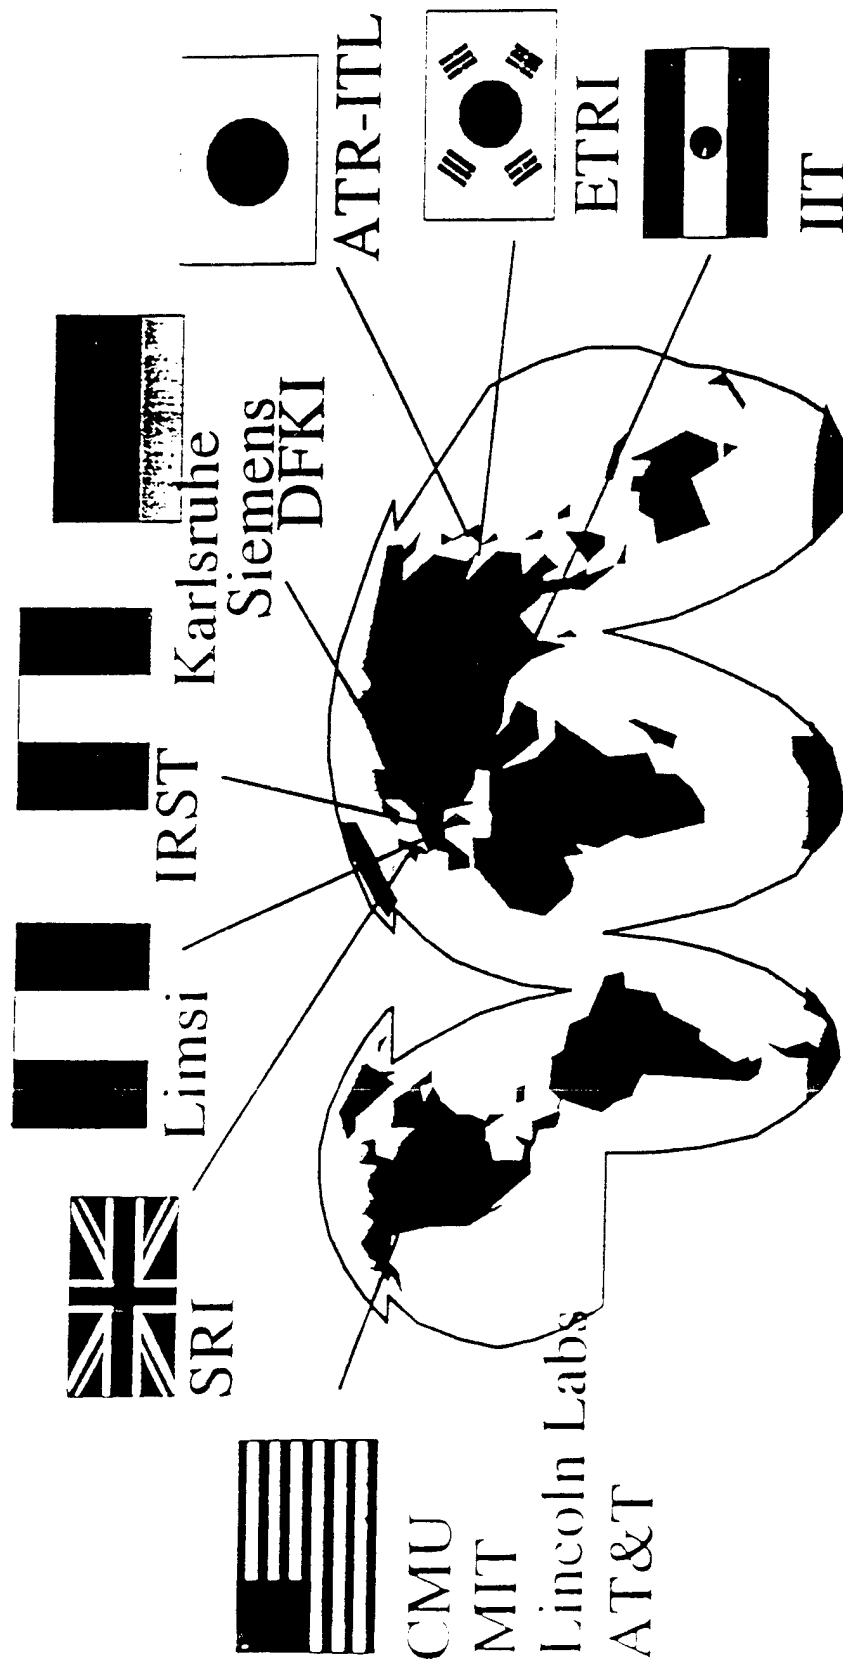 CMU
MIT
Lincoln Labs
AT&T
SRI
Limsi
IRST
Karlsruhe
Siemens
DFKI
ATR-ITL
ETRI
IIT